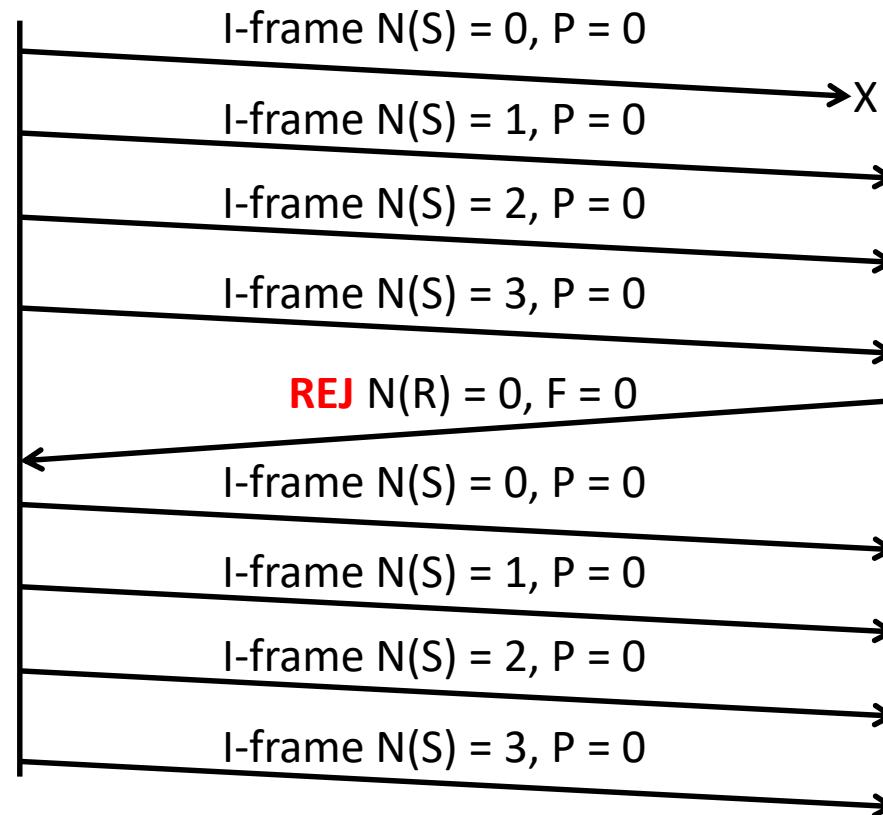 I-frame N(S) = 0, P = 0
X
I-frame N(S) = 1, P = 0
I-frame N(S) = 2, P = 0
I-frame N(S) = 3, P = 0
REJ N(R) = 0, F = 0
I-frame N(S) = 0, P = 0
I-frame N(S) = 1, P = 0
I-frame N(S) = 2, P = 0
I-frame N(S) = 3, P = 0